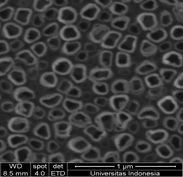 WD spot det
8.5 mm 4.0 ETD Universitas Indonesia 1 µm